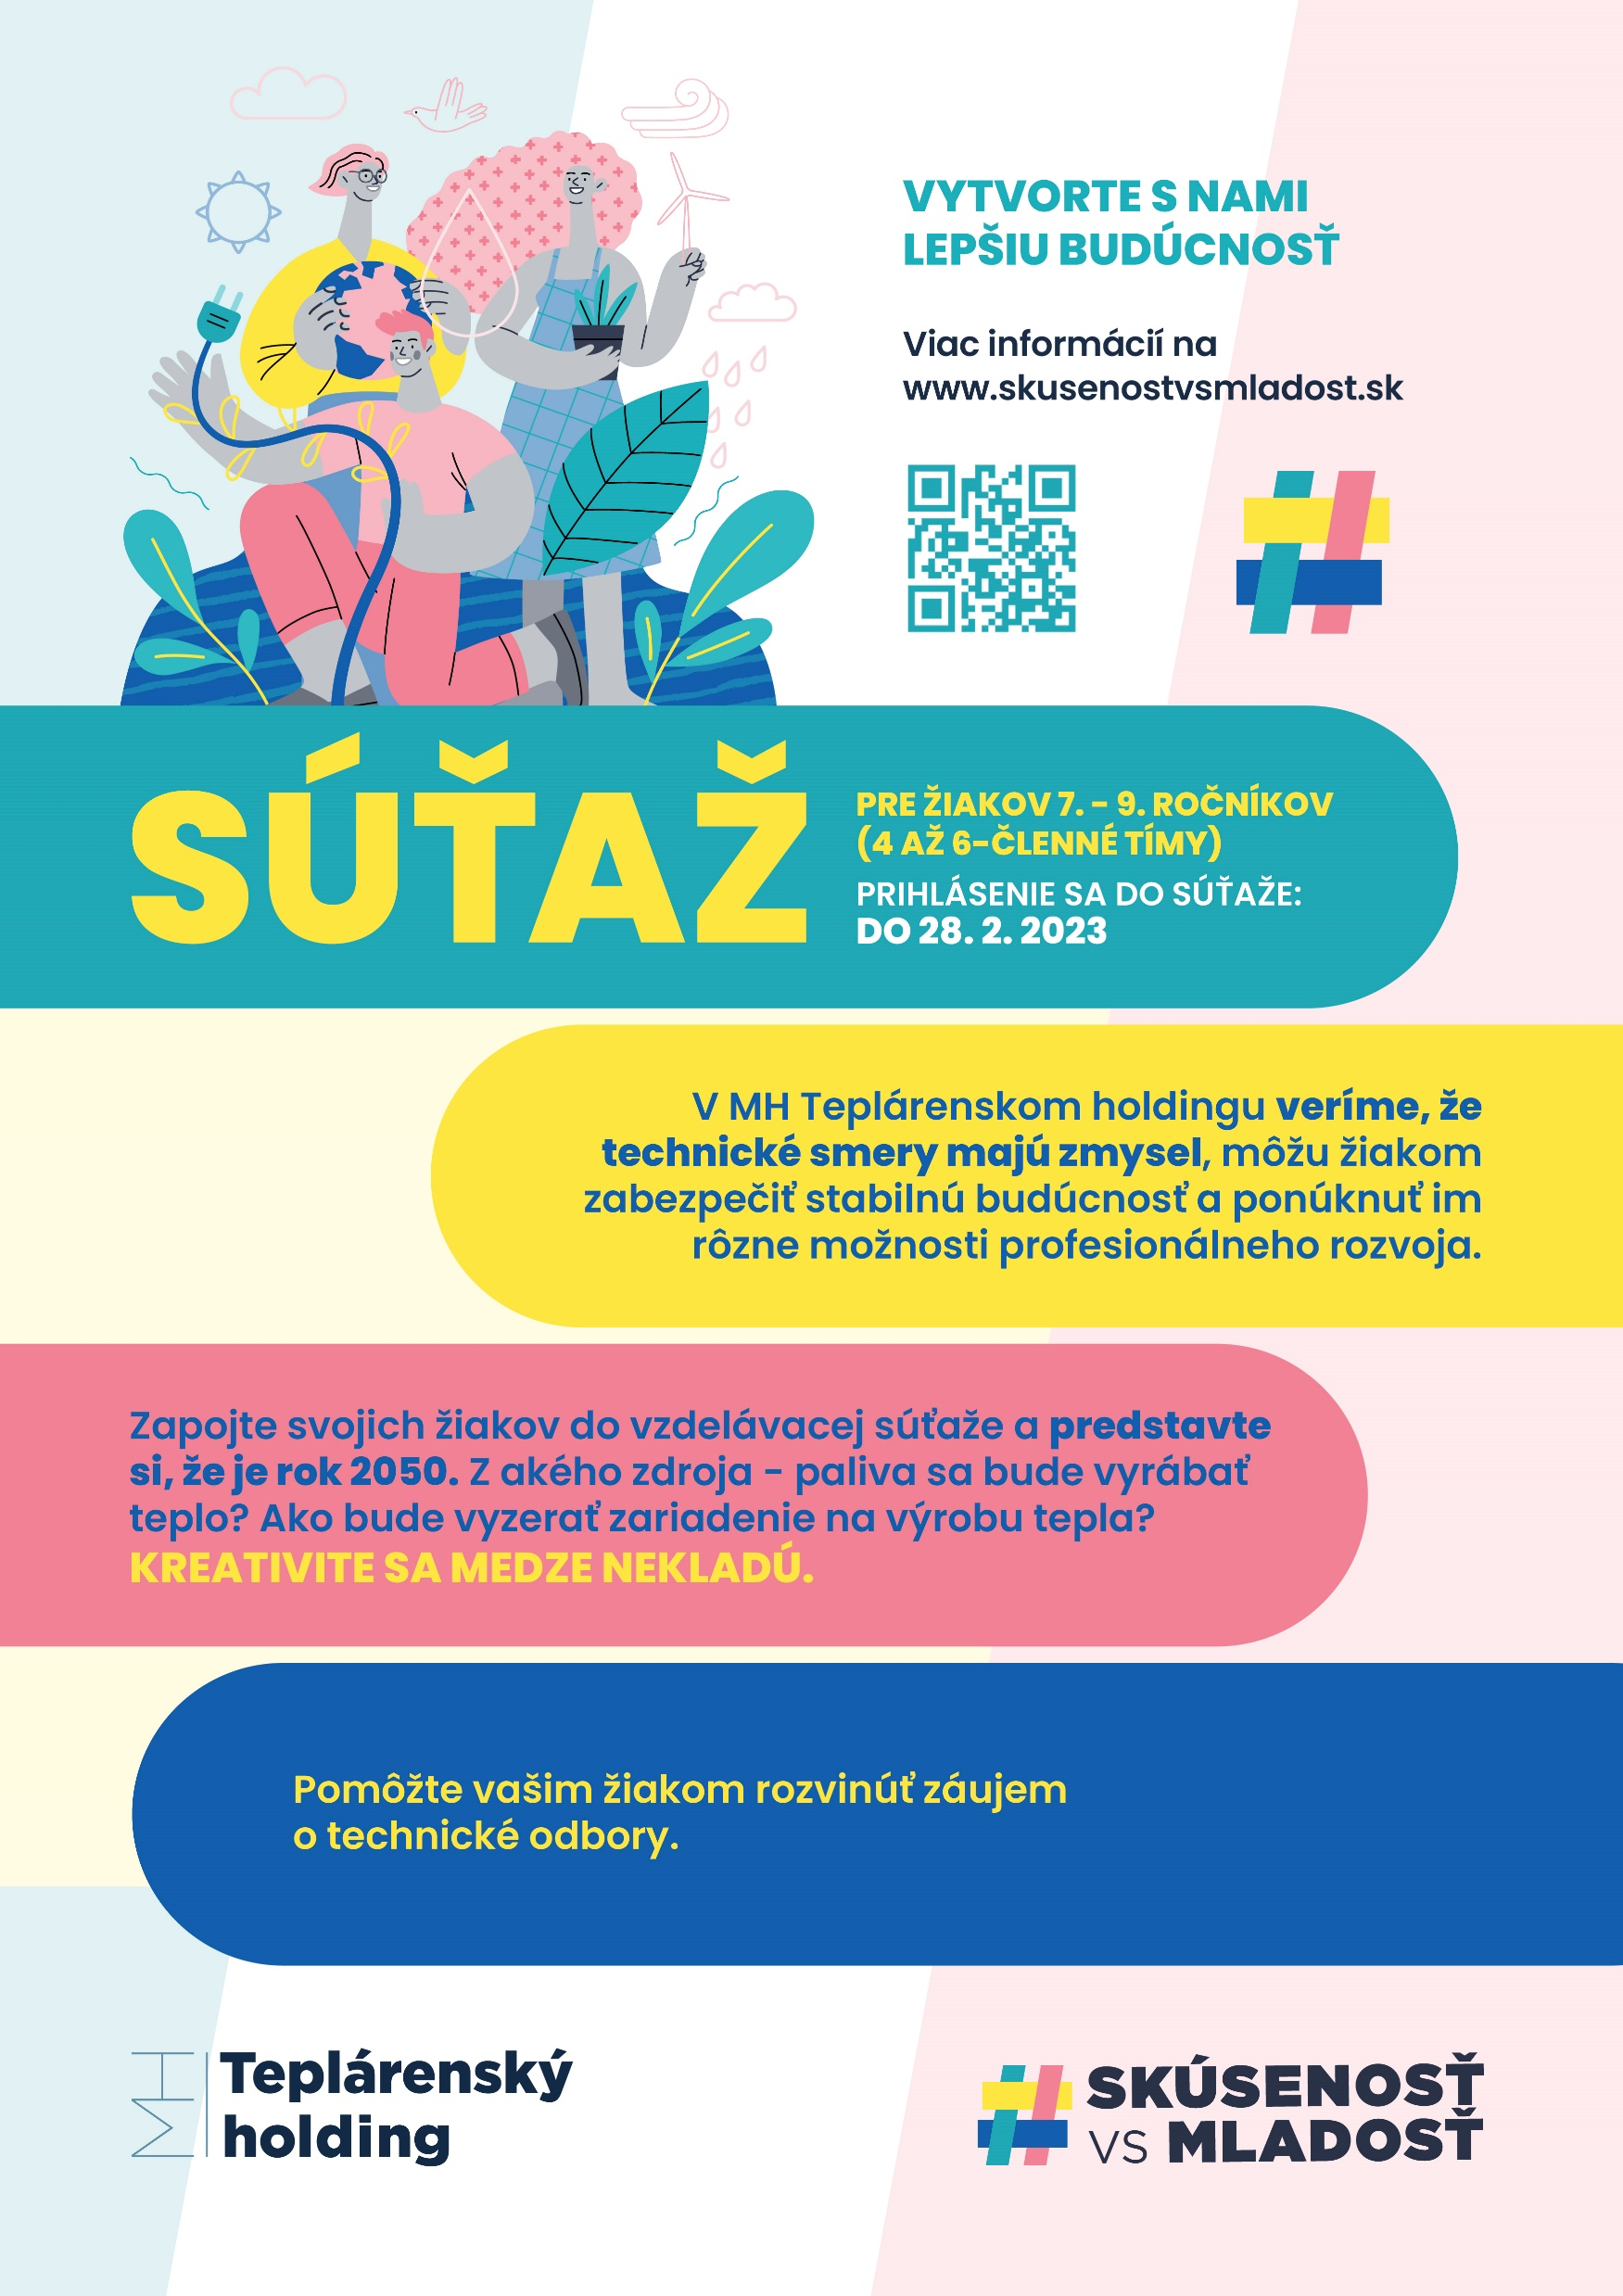 VYTVORTE S NAMI
LEPŠIU BUDÚCNOSŤ
Viac informácií na
www.skusenostvsmladost.sk
SÚŤAŽ
PRE ŽIAKOV 7. - 9. ROČNÍKOV
(4 AŽ 6-ČLENNÉ TÍMY)
PRIHLÁSENIE SA DO SÚŤAŽE:
DO 28. 2. 2023
V MH Teplárenskom holdingu veríme, že
technické smery majú zmysel, môžu žiakom
zabezpečiť stabilnú budúcnosť a ponúknuť im
rôzne možnosti profesionálneho rozvoja.
Zapojte svojich žiakov do vzdelávacej súťaže a predstavte
si, že je rok 2050. Z akého zdroja - paliva sa bude vyrábať
teplo? Ako bude vyzerať zariadenie na výrobu tepla?
KREATIVITE SA MEDZE NEKLADÚ.
Pomôžte vašim žiakom rozvinúť záujem
o technické odbory.
MH Teplárenský
holding
# SKÚSENOSŤ
VS MLADOSŤ